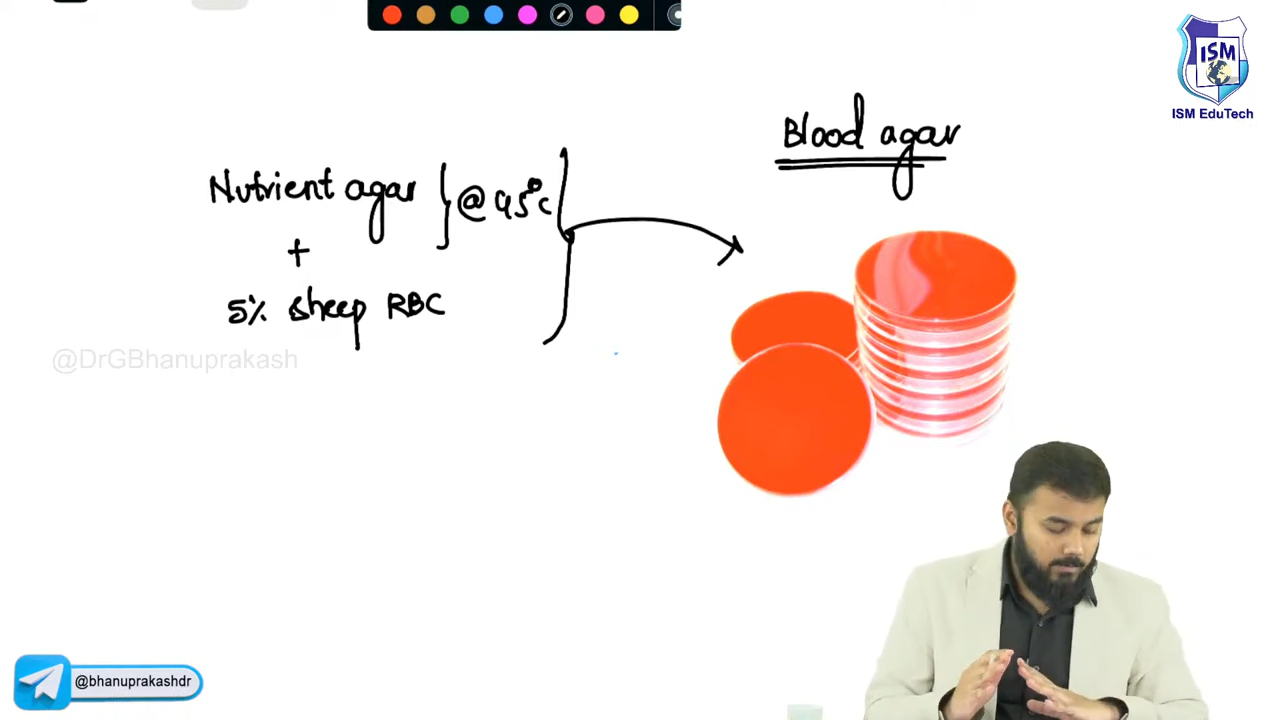 ISM
ISM EduTech
Blood agar
Nutrient agar } @ 45°c
+
5% sheep RBC
@DrGBhanuprakash
@bhanuprakashdr